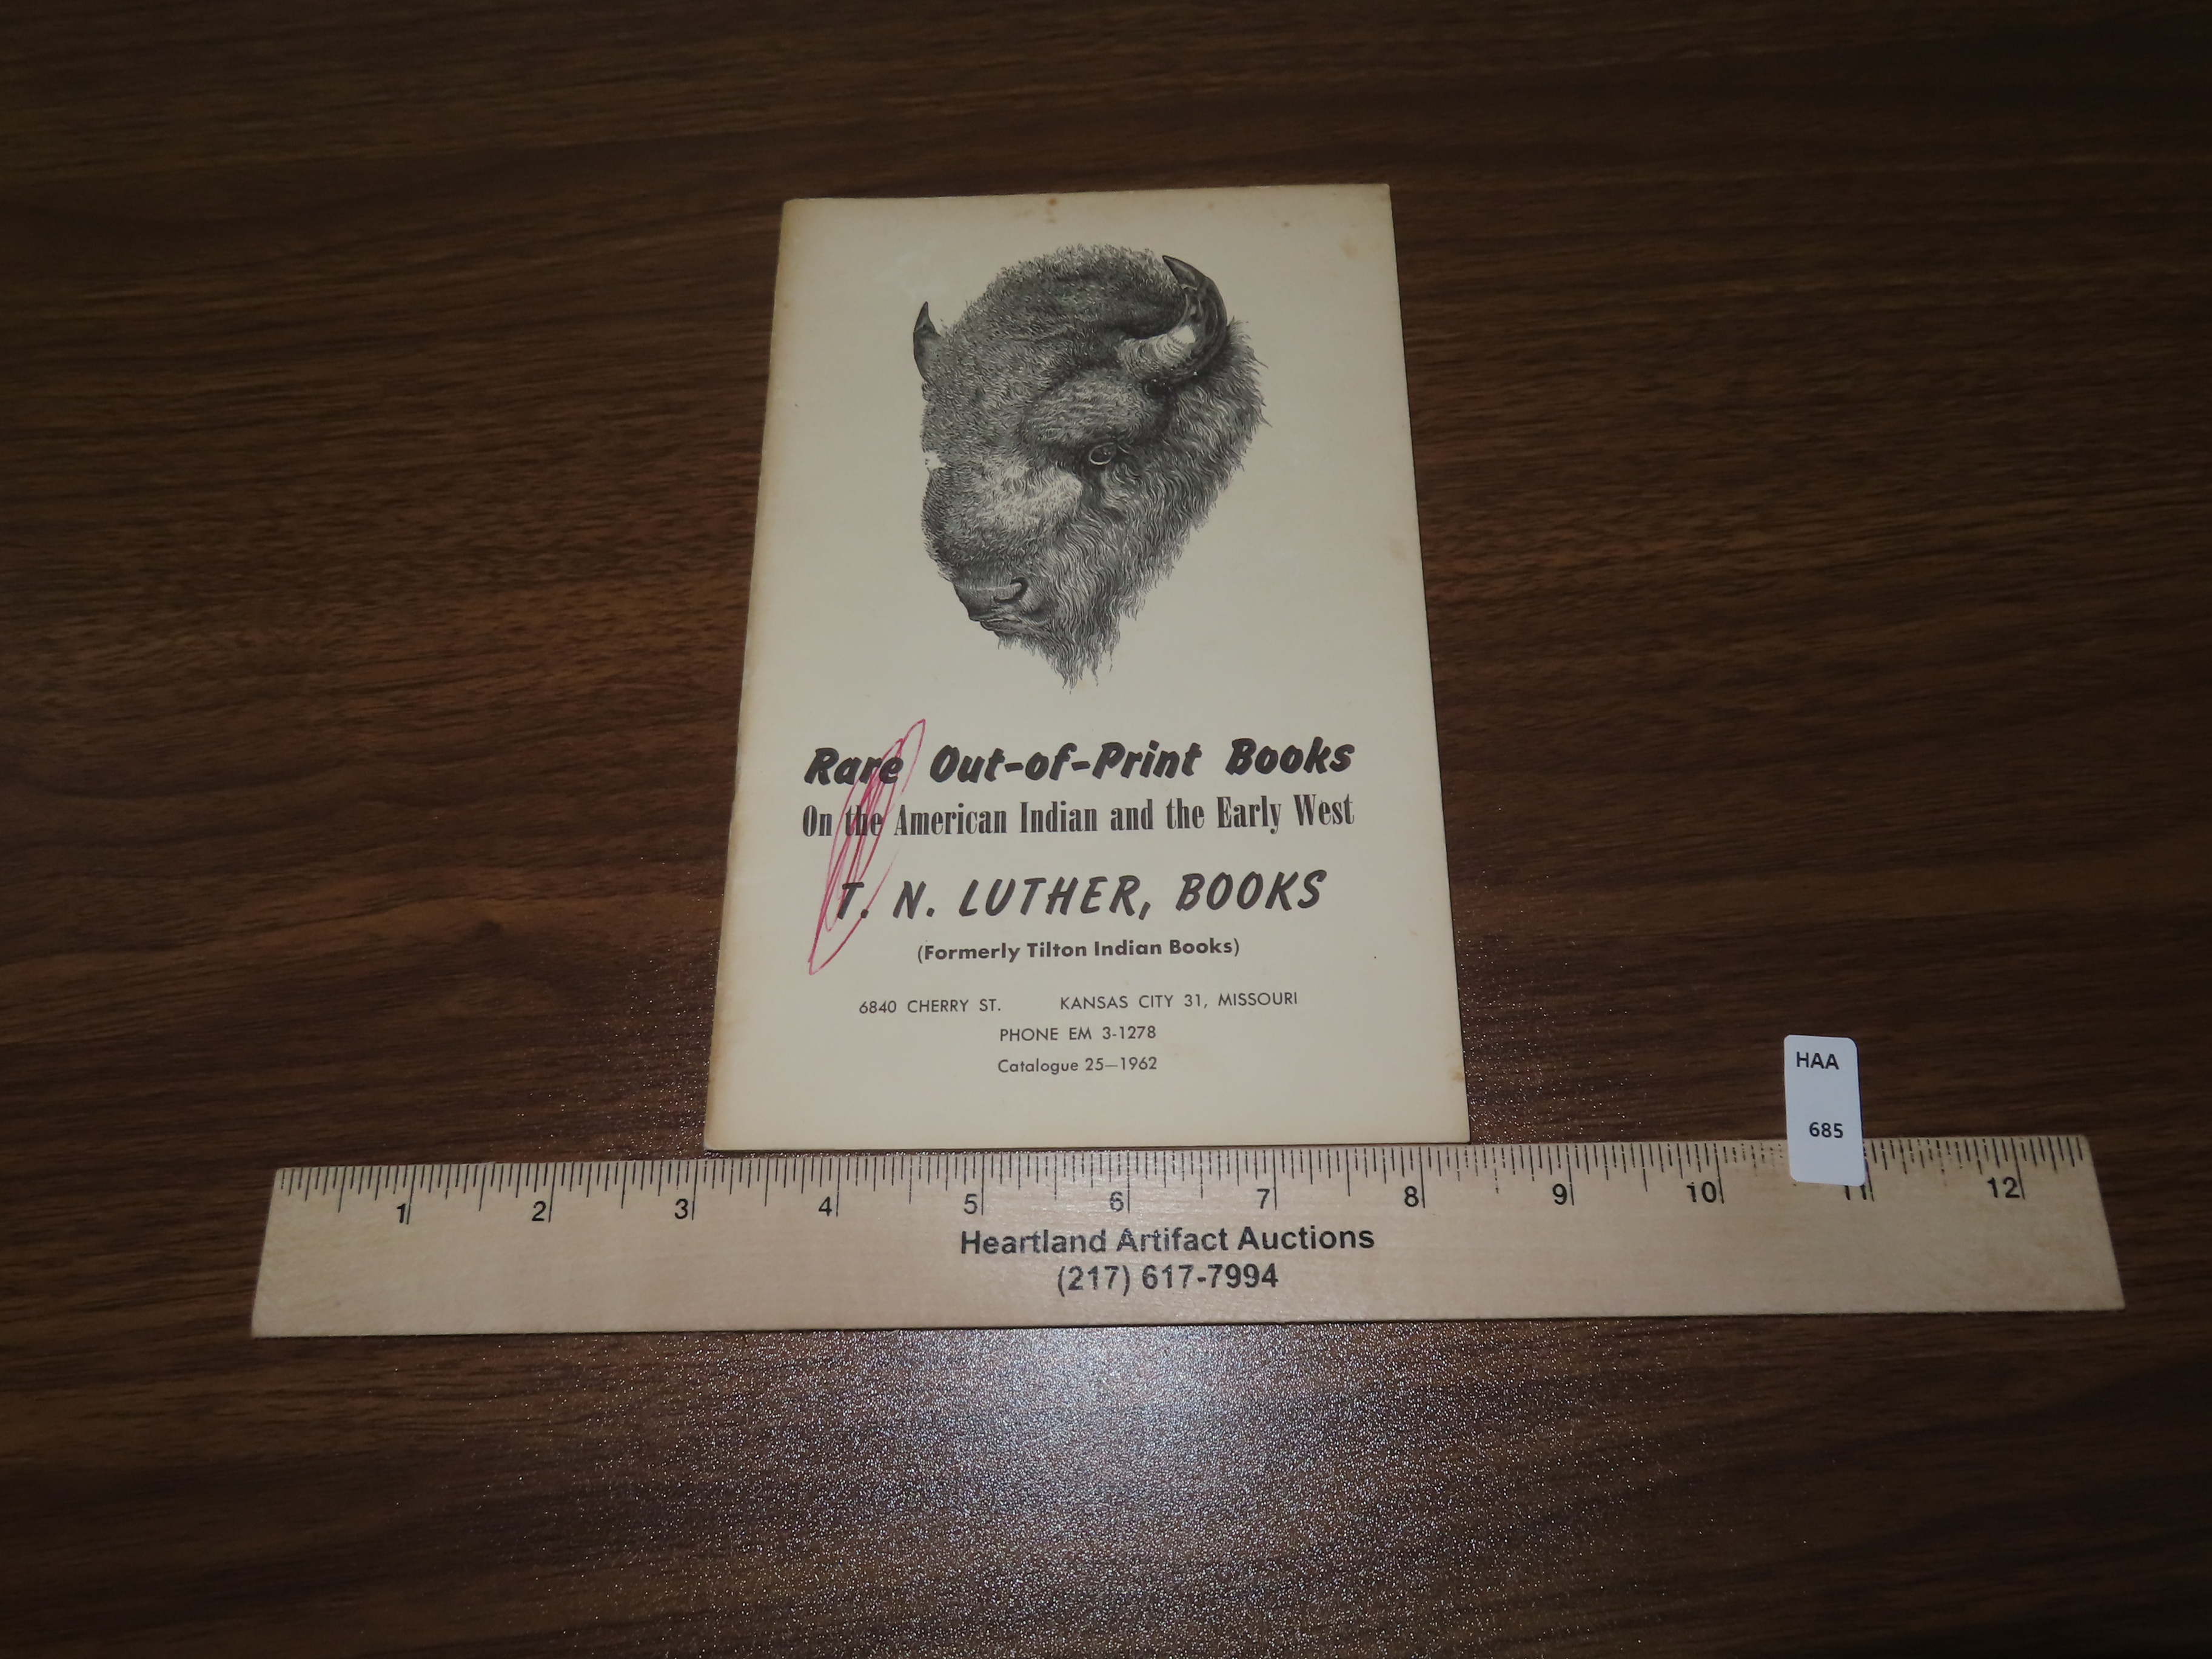 Rare Out-of-Print Books
On the American Indian and the Early West
T. N. LUTHER, BOOKS
(Formerly Tilton Indian Books)
6840 CHERRY ST. KANSAS CITY 31, MISSOURI
PHONE EM 3-1278
Catalogue 25—1962
HAA
685
1 2 3 4 5 6 7 8 9 10 11 12
Heartland Artifact Auctions
(217) 617-7994